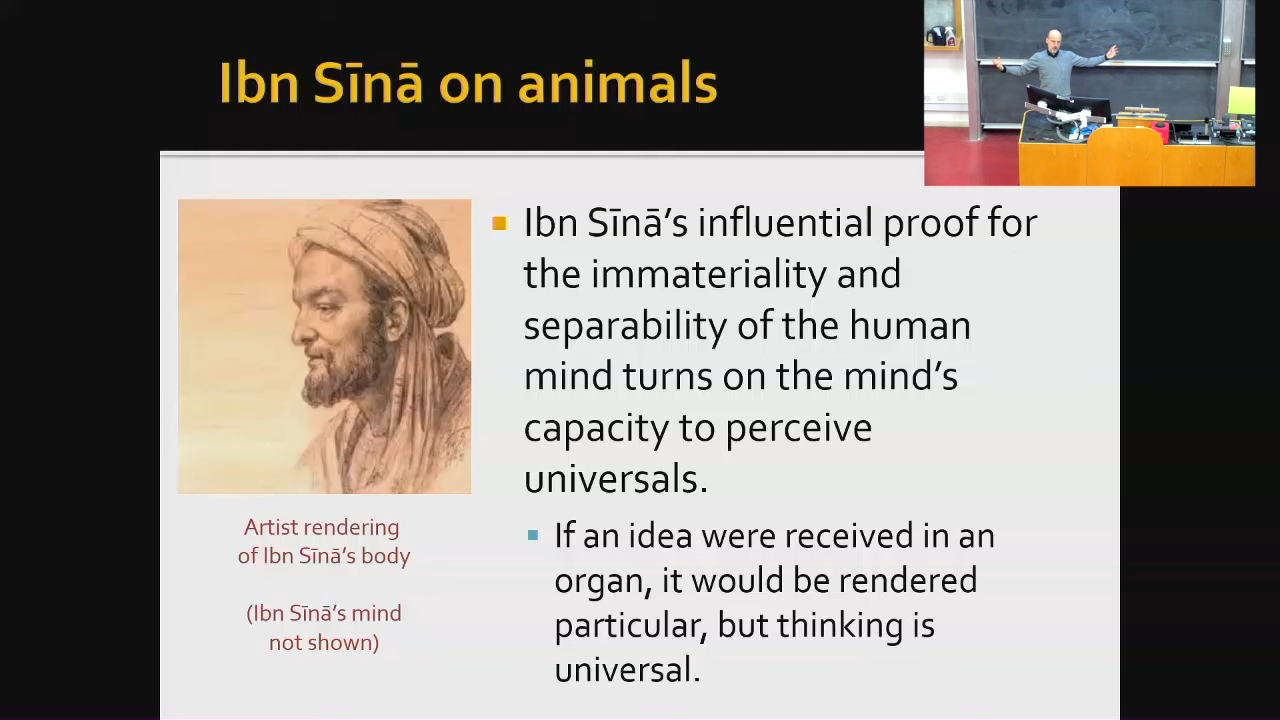 Ibn Sīnā on animals
Ibn Sīnā’s influential proof for
the immateriality and
separability of the human
mind turns on the mind’s
capacity to perceive
universals.
If an idea were received in an
organ, it would be rendered
particular, but thinking is
universal.
Artist rendering
of Ibn Sīnā’s body
(Ibn Sīnā’s mind
not shown)